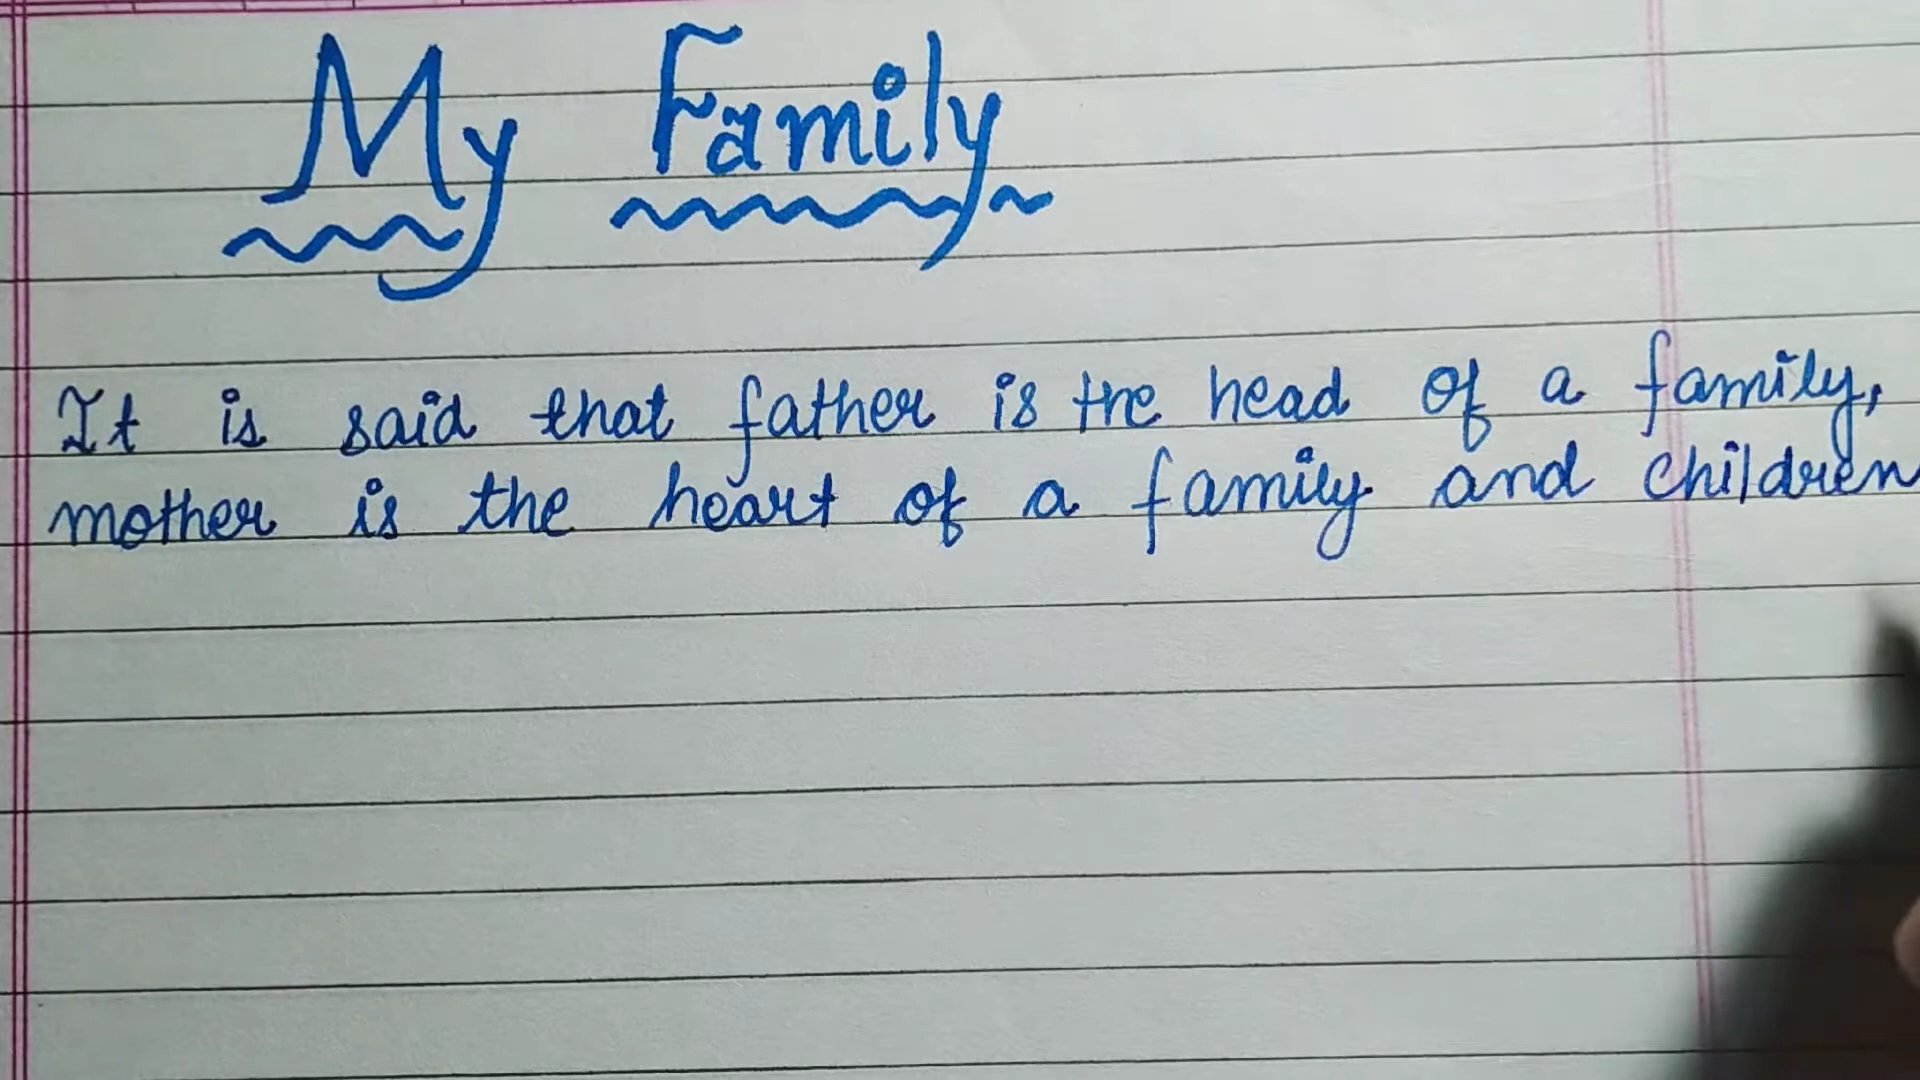 My Family
It is said that father is the head of a family,
mother is the heart of a family and children